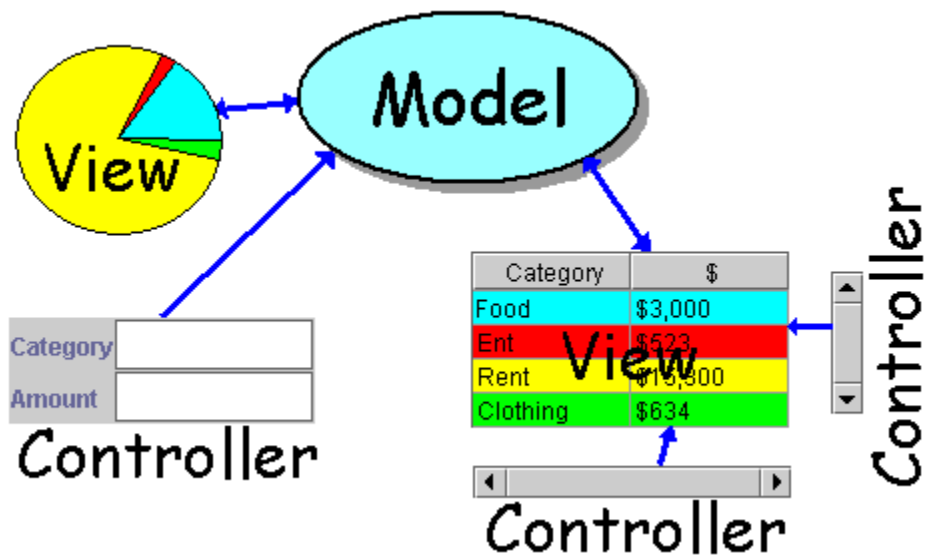 Model
View
Category $
Food $3,000
Ent $523
View
Rent
Clothing $634
Category
Amount
Controller
Controller
Controller